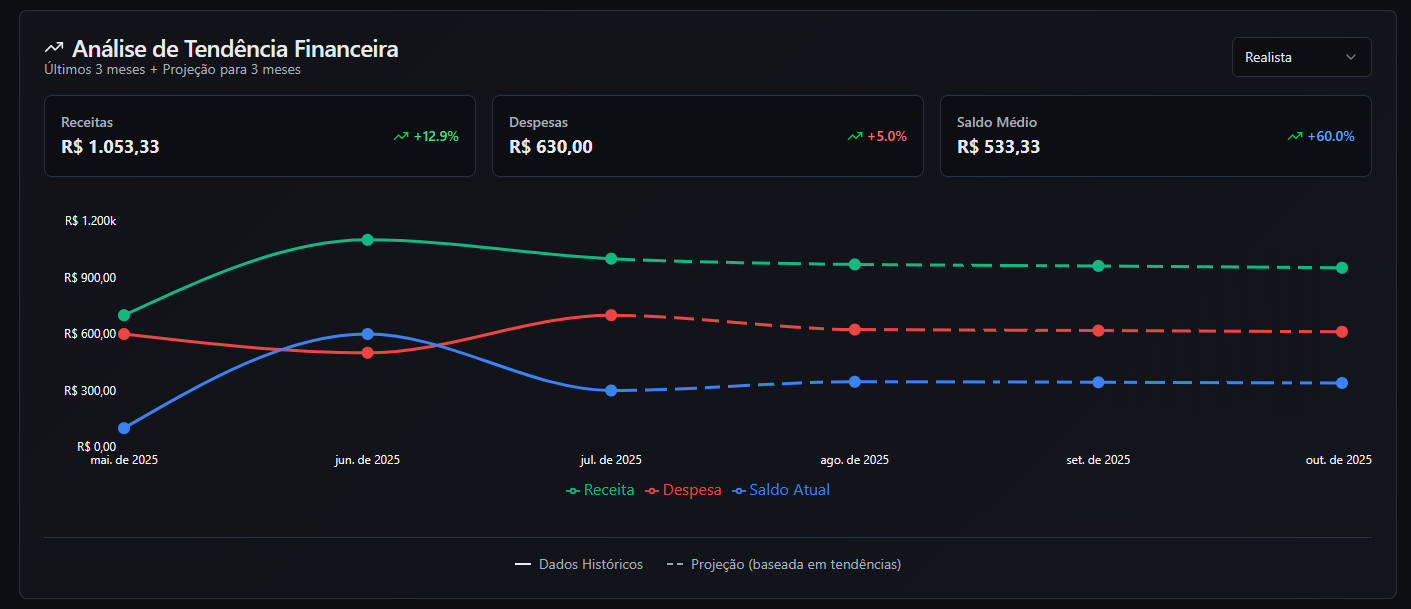 Análise de Tendência Financeira
Últimos 3 meses + Projeção para 3 meses
Realista
Receitas
R$ 1.053,33
+12.9%
Despesas
R$ 630,00
+5.0%
Saldo Médio
R$ 533,33
+60.0%
R$ 1.200k
R$ 900,00
R$ 600,00
R$ 300,00
R$ 0,00
mai. de 2025
jun. de 2025
jul. de 2025
ago. de 2025
set. de 2025
out. de 2025
Receita
Despesa
Saldo Atual
Dados Históricos
Projeção (baseada em tendências)